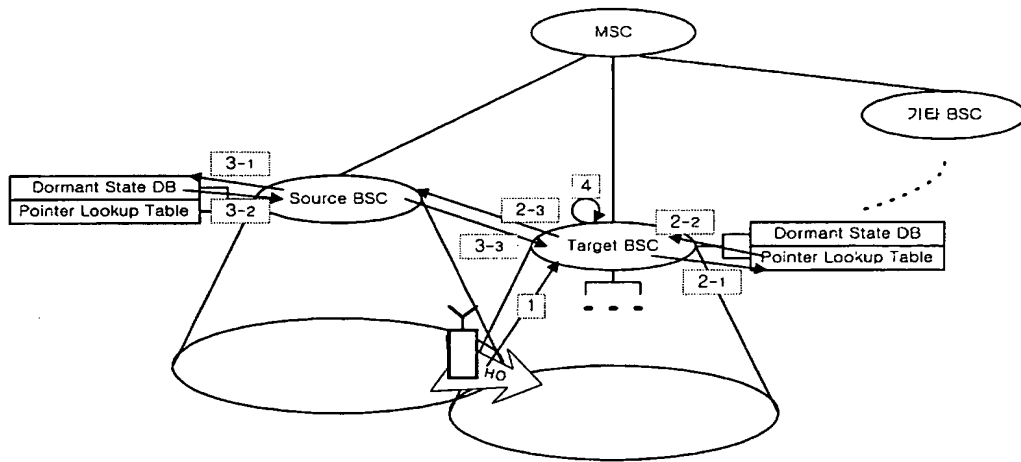 MSC
기타 BSC
3-1
Dormant State DB
Pointer Lookup Table
3-2
Source BSC
4
2-3
3-3
Target BSC
2-2
Dormant State DB
Pointer Lookup Table
2-1
1
HO